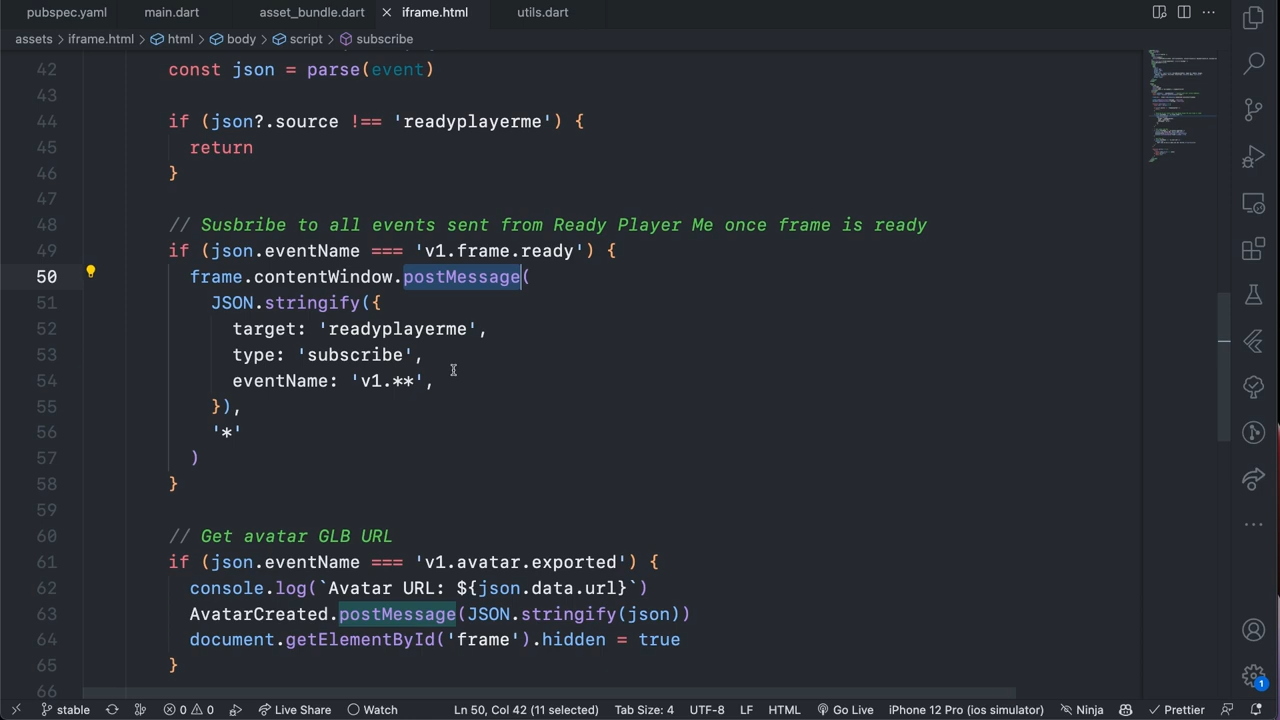 pubspec.yaml main.dart asset_bundle.dart iframe.html utils.dart
assets > iframe.html > html > body > script > subscribe
42 const json = parse(event)
43
44 if (json?.source !== 'readyplayerme') {
45 return
46 }
47
48 // Susbribe to all events sent from Ready Player Me once frame is ready
49 if (json.eventName === 'v1.frame.ready') {
50 frame.contentWindow.postMessage(
51 JSON.stringify({
52 target: 'readyplayerme',
53 type: 'subscribe',
54 eventName: 'v1.**',
55 }),
56 '*'
57 )
58 }
59
60 // Get avatar GLB URL
61 if (json.eventName === 'v1.avatar.exported') {
62 console.log(`Avatar URL: ${json.data.url}`)
63 AvatarCreated.postMessage(JSON.stringify(json))
64 document.getElementById('frame').hidden = true
65 }
66
1
stable 0 0 Live Share Watch Ln 50, Col 42 (11 selected) Tab Size: 4 UTF-8 LF HTML Go Live iPhone 12 Pro (ios simulator) Ninja Prettier